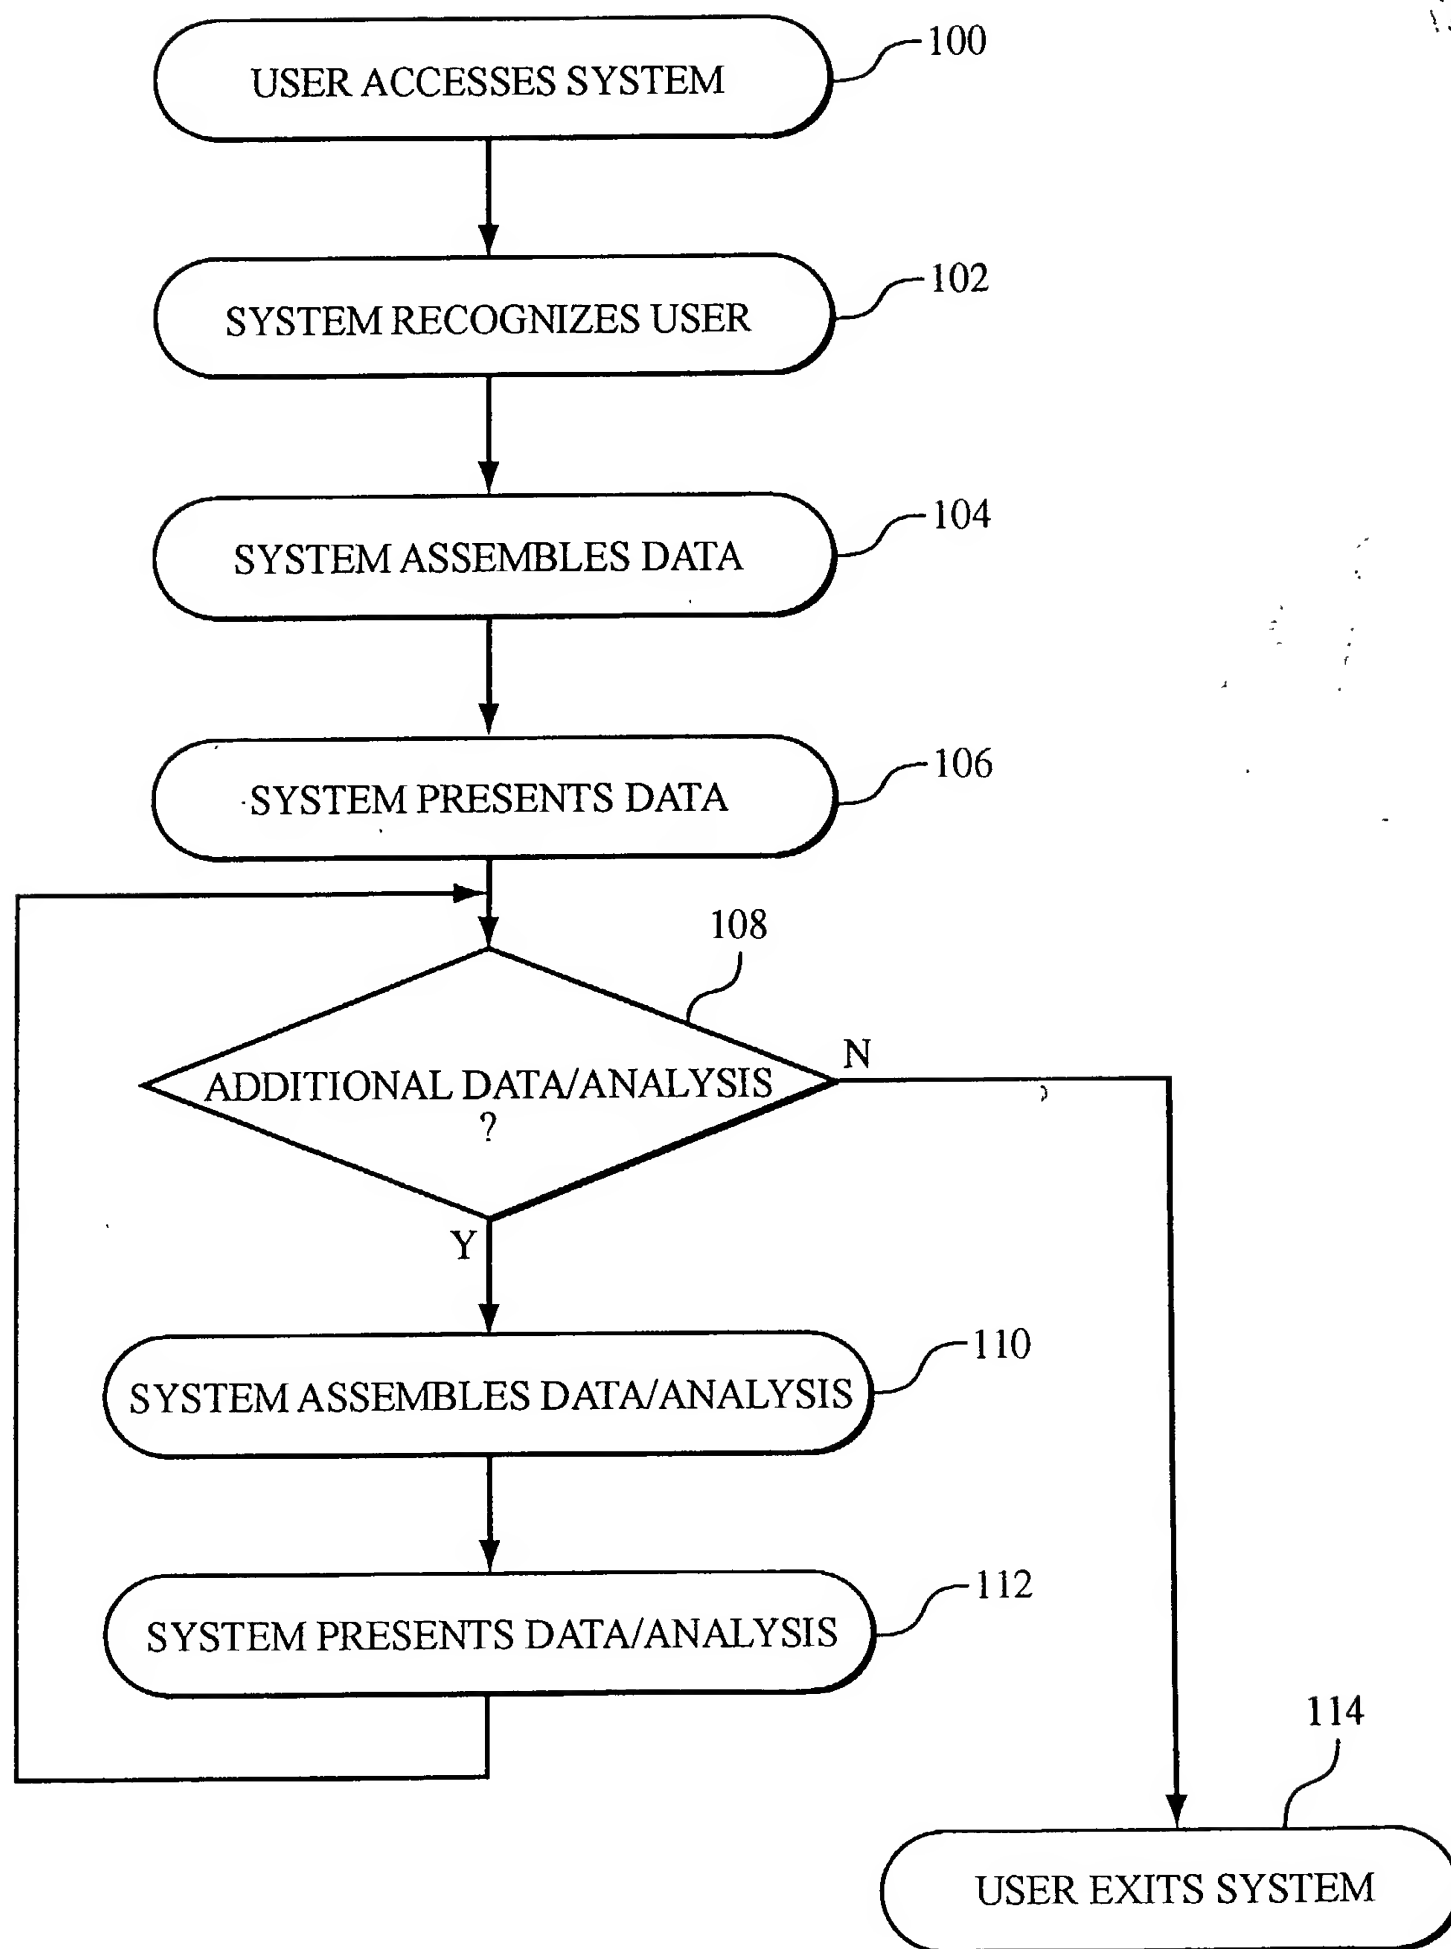 100
USER ACCESSES SYSTEM
102
SYSTEM RECOGNIZES USER
104
SYSTEM ASSEMBLES DATA
106
SYSTEM PRESENTS DATA
108
N
ADDITIONAL DATA/ANALYSIS
?
Y
110
SYSTEM ASSEMBLES DATA/ANALYSIS
112
SYSTEM PRESENTS DATA/ANALYSIS
114
USER EXITS SYSTEM